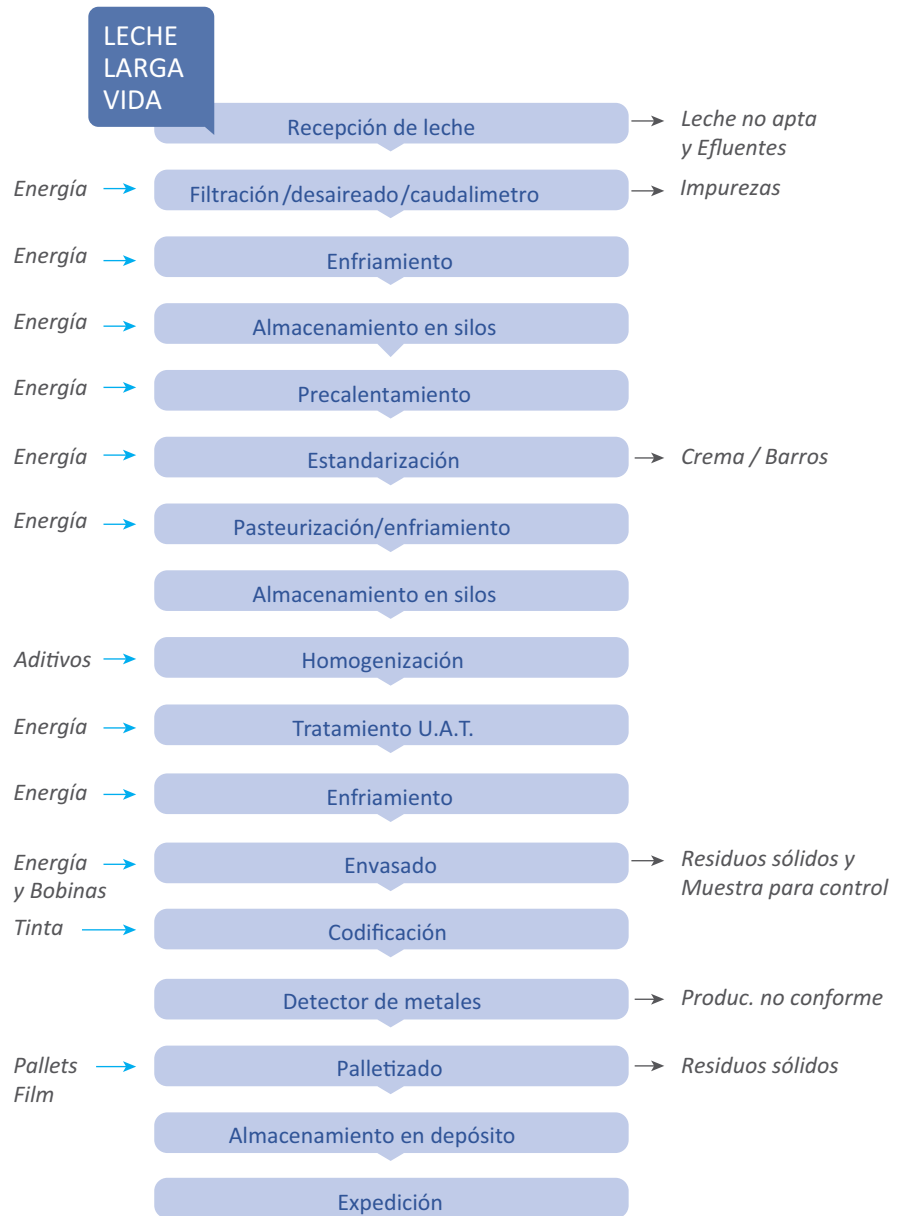 LECHE
LARGA
VIDA
Recepción de leche
Leche no apta
y Efluentes
Energía
Filtración/desaireado/caudalimetro
Impurezas
Energía
Enfriamiento
Energía
Almacenamiento en silos
Energía
Precalentamiento
Energía
Estandarización
Crema / Barros
Energía
Pasteurización/enfriamiento
Almacenamiento en silos
Aditivos
Homogenización
Energía
Tratamiento U.A.T.
Energía
Enfriamiento
Energía
y Bobinas
Envasado
Residuos sólidos y
Muestra para control
Tinta
Codificación
Detector de metales
Produc. no conforme
Pallets
Film
Palletizado
Residuos sólidos
Almacenamiento en depósito
Expedición